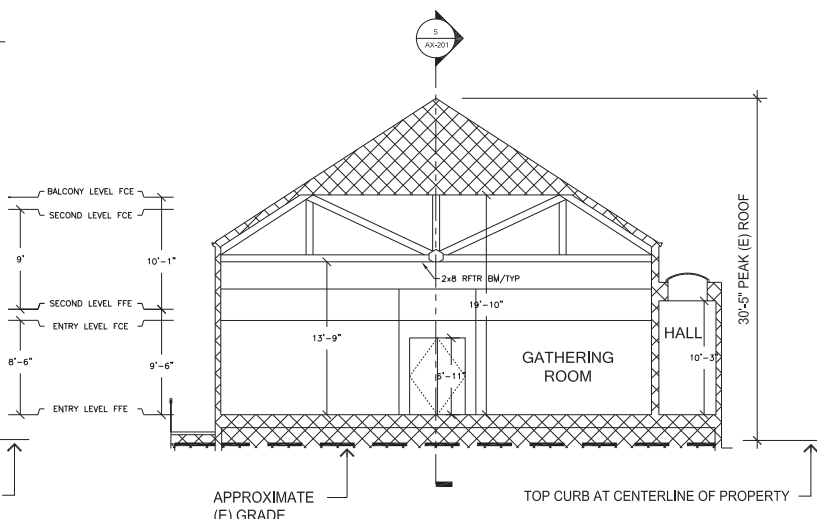 5
AX-201
BALCONY LEVEL FCE
SECOND LEVEL FCE
9'
10'-1"
SECOND LEVEL FFE
ENTRY LEVEL FCE
8'-6"
9'-6"
ENTRY LEVEL FFE
2x8 RFTR BM/TYP
19'-10"
13'-9"
6'-11"
GATHERING
ROOM
HALL
10'-3"
30'-5" PEAK (E) ROOF
APPROXIMATE
(E) GRADE
TOP CURB AT CENTERLINE OF PROPERTY